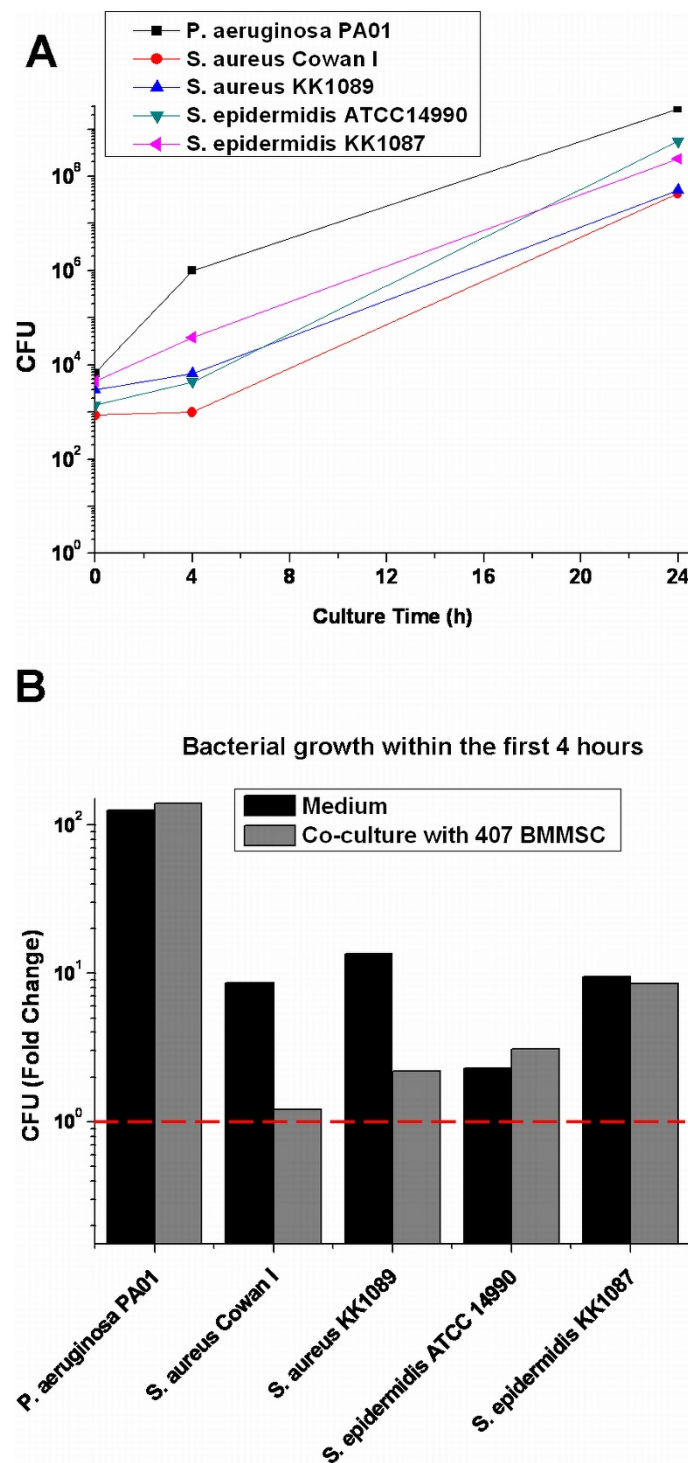 A
P. aeruginosa PA01
S. aureus Cowan I
S. aureus KK1089
S. epidermidis ATCC14990
S. epidermidis KK1087
CFU
10^8
10^6
10^4
10^2
10^0
0 4 8 12 16 20 24
Culture Time (h)
B
Bacterial growth within the first 4 hours
Medium
Co-culture with 407 BMMSC
CFU (Fold Change)
10^2
10^1
10^0
P. aeruginosa PA01
S. aureus Cowan I
S. aureus KK1089
S. epidermidis ATCC 14990
S. epidermidis KK1087